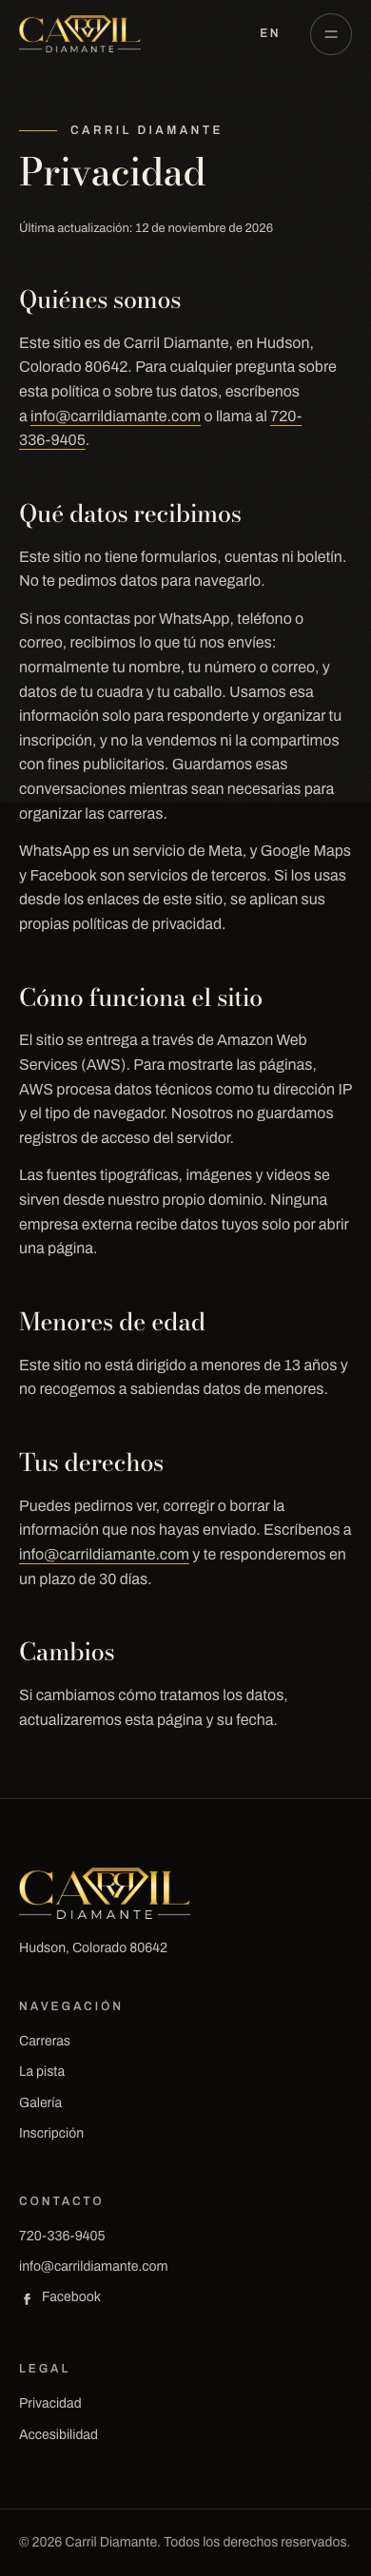 CARRIL
DIAMANTE
EN
CARRIL DIAMANTE
Privacidad
Última actualización: 12 de noviembre de 2026
Quiénes somos
Este sitio es de Carril Diamante, en Hudson,
Colorado 80642. Para cualquier pregunta sobre
esta política o sobre tus datos, escríbenos
a info@carrildiamante.com o llama al 720-
336-9405.
Qué datos recibimos
Este sitio no tiene formularios, cuentas ni boletín.
No te pedimos datos para navegarlo.
Si nos contactas por WhatsApp, teléfono o
correo, recibimos lo que tú nos envíes:
normalmente tu nombre, tu número o correo, y
datos de tu cuadra y tu caballo. Usamos esa
información solo para responderte y organizar tu
inscripción, y no la vendemos ni la compartimos
con fines publicitarios. Guardamos esas
conversaciones mientras sean necesarias para
organizar las carreras.
WhatsApp es un servicio de Meta, y Google Maps
y Facebook son servicios de terceros. Si los usas
desde los enlaces de este sitio, se aplican sus
propias políticas de privacidad.
Cómo funciona el sitio
El sitio se entrega a través de Amazon Web
Services (AWS). Para mostrarte las páginas,
AWS procesa datos técnicos como tu dirección IP
y el tipo de navegador. Nosotros no guardamos
registros de acceso del servidor.
Las fuentes tipográficas, imágenes y videos se
sirven desde nuestro propio dominio. Ninguna
empresa externa recibe datos tuyos solo por abrir
una página.
Menores de edad
Este sitio no está dirigido a menores de 13 años y
no recogemos a sabiendas datos de menores.
Tus derechos
Puedes pedirnos ver, corregir o borrar la
información que nos hayas enviado. Escríbenos a
info@carrildiamante.com y te responderemos en
un plazo de 30 días.
Cambios
Si cambiamos cómo tratamos los datos,
actualizaremos esta página y su fecha.
CARRIL
DIAMANTE
Hudson, Colorado 80642
NAVEGACIÓN
Carreras
La pista
Galería
Inscripción
CONTACTO
720-336-9405
info@carrildiamante.com
Facebook
LEGAL
Privacidad
Accesibilidad
© 2026 Carril Diamante. Todos los derechos reservados.